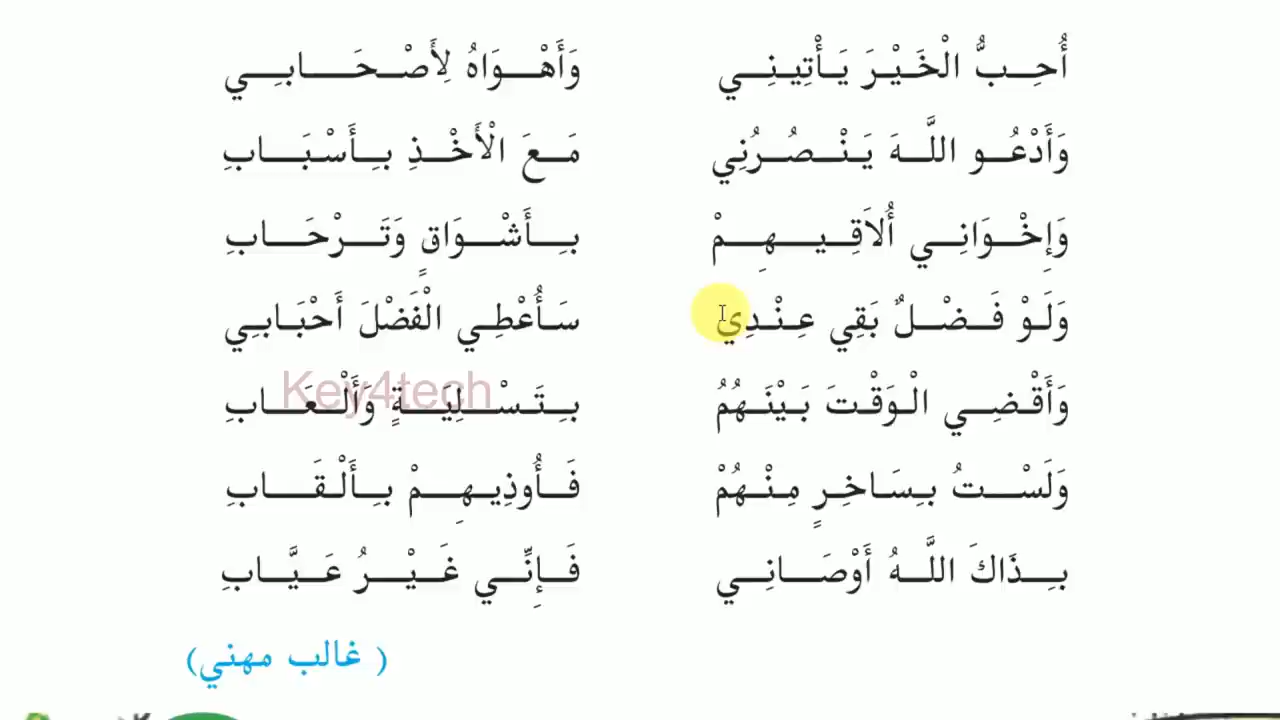 أُحِبُّ الْخَيْرَ يَأْتِينِي وَأَهْوَاهُ لِأَصْحَابِي
وَأَدْعُو اللَّهَ يَنْصُرُنِي مَعَ الْأَخْذِ بِأَسْبَابِ
وَإِخْوَانِي أُلَاقِيهِمْ بِأَشْوَاقٍ وَتَرْحَابِ
وَلَوْ فَضْلٌ بَقِي عِنْدِي سَأُعْطِي الْفَضْلَ أَحْبَابِي
وَأَقْضِي الْوَقْتَ بَيْنَهُمُ بِتَسْلِيَةٍ وَأَلْعَابِ
Key4tech
وَلَسْتُ بِسَاخِرٍ مِنْهُمْ فَأُوذِيهِمْ بِأَلْقَابِ
بِذَاكَ اللَّهُ أَوْصَانِي فَإِنِّي غَيْرُ عَيَّابِ
( غالب مهني)